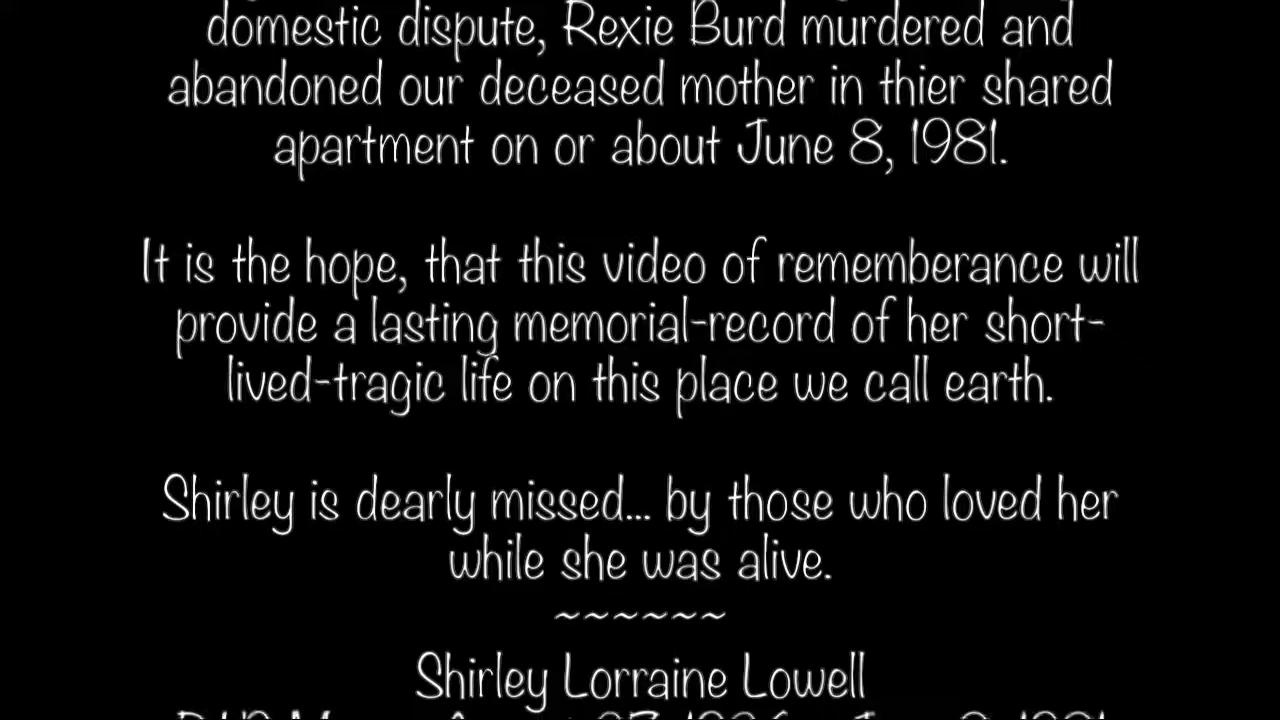 domestic dispute, Rexie Burd murdered and
abandoned our deceased mother in thier shared
apartment on or about June 8, 1981.
It is the hope, that this video of rememberance will
provide a lasting memorial-record of her short-
lived-tragic life on this place we call earth.
Shirley is dearly missed... by those who loved her
while she was alive.
~~~~~~
Shirley Lorraine Lowell